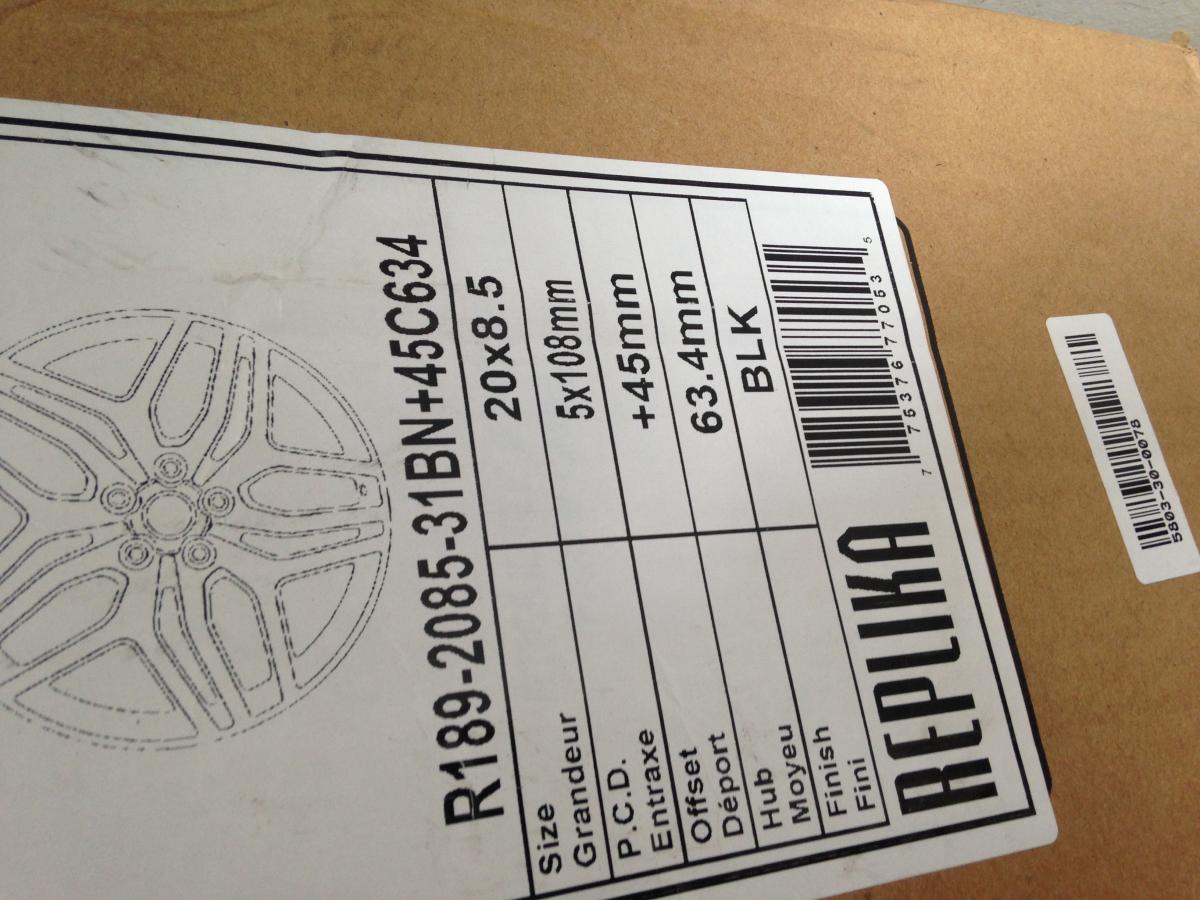 R189-2085-31BN+45C634
Size
Grandeur
20x8.5
P.C.D.
Entraxe
5x108mm
Offset
Déport
+45mm
Hub
Moyeu
63.4mm
Finish
Fini
BLK
REPLIKA
7 75376 77053 5
5803-30-0078